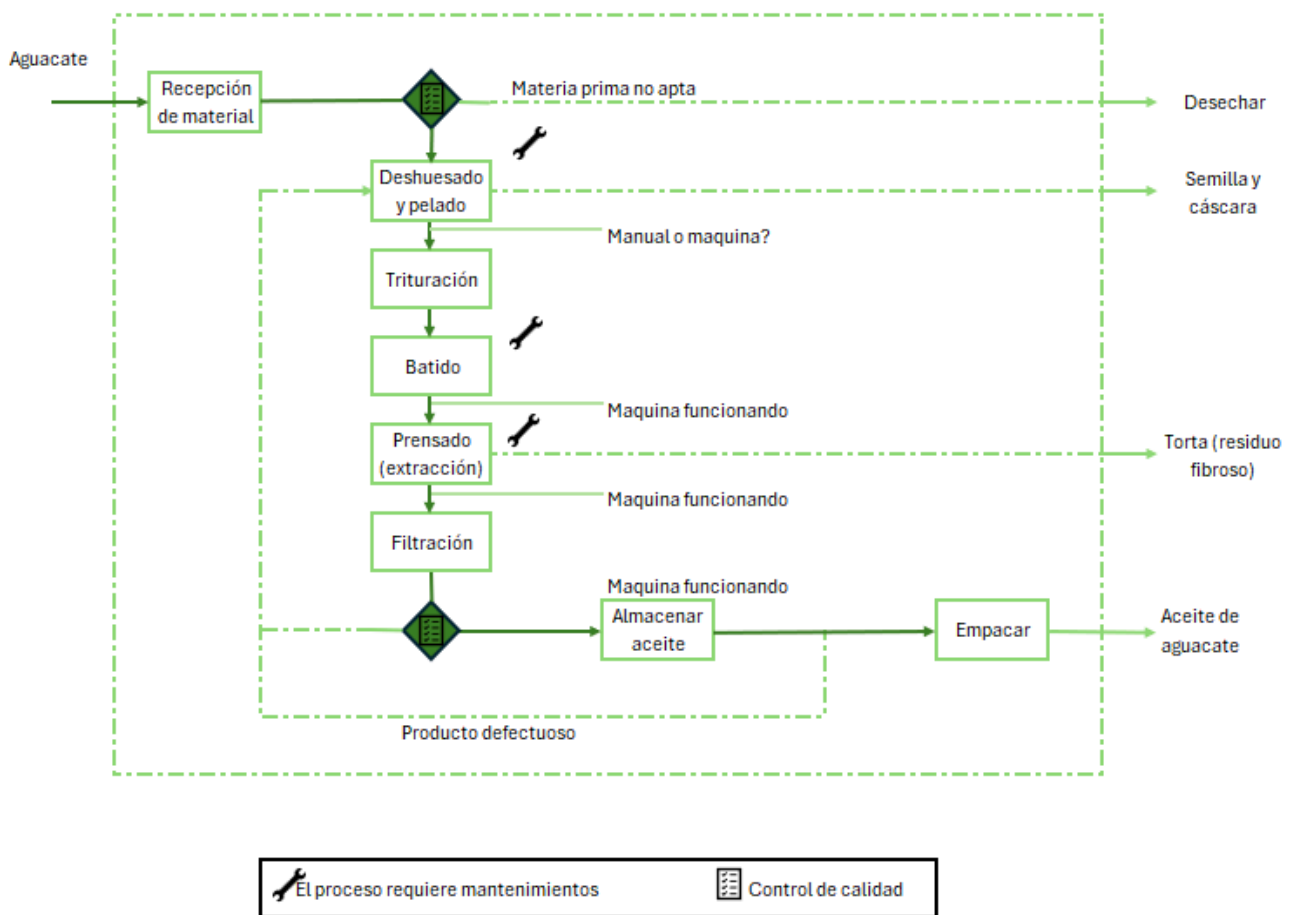 Aguacate
Recepción
de material
Materia prima no apta
Desechar
Deshuesado
y pelado
Semilla y
cáscara
Manual o maquina?
Trituración
Batido
Maquina funcionando
Prensado
(extracción)
Torta (residuo
fibroso)
Maquina funcionando
Filtración
Maquina funcionando
Almacenar
aceite
Empacar
Aceite de
aguacate
Producto defectuoso
El proceso requiere mantenimientos
Control de calidad